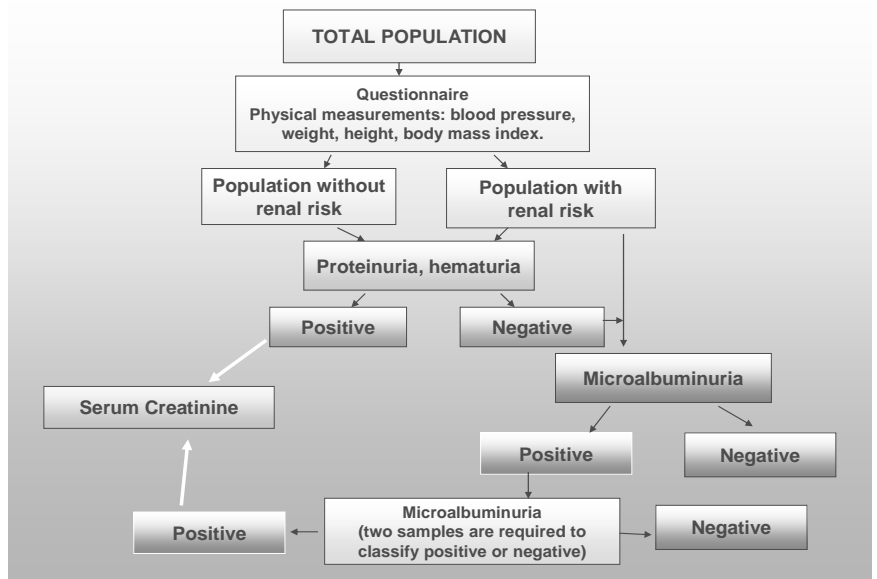 TOTAL POPULATION
Questionnaire
Physical measurements: blood pressure,
weight, height, body mass index.
Population without
renal risk
Population with
renal risk
Proteinuria, hematuria
Positive
Negative
Microalbuminuria
Serum Creatinine
Positive
Negative
Microalbuminuria
(two samples are required to
classify positive or negative)
Positive
Negative